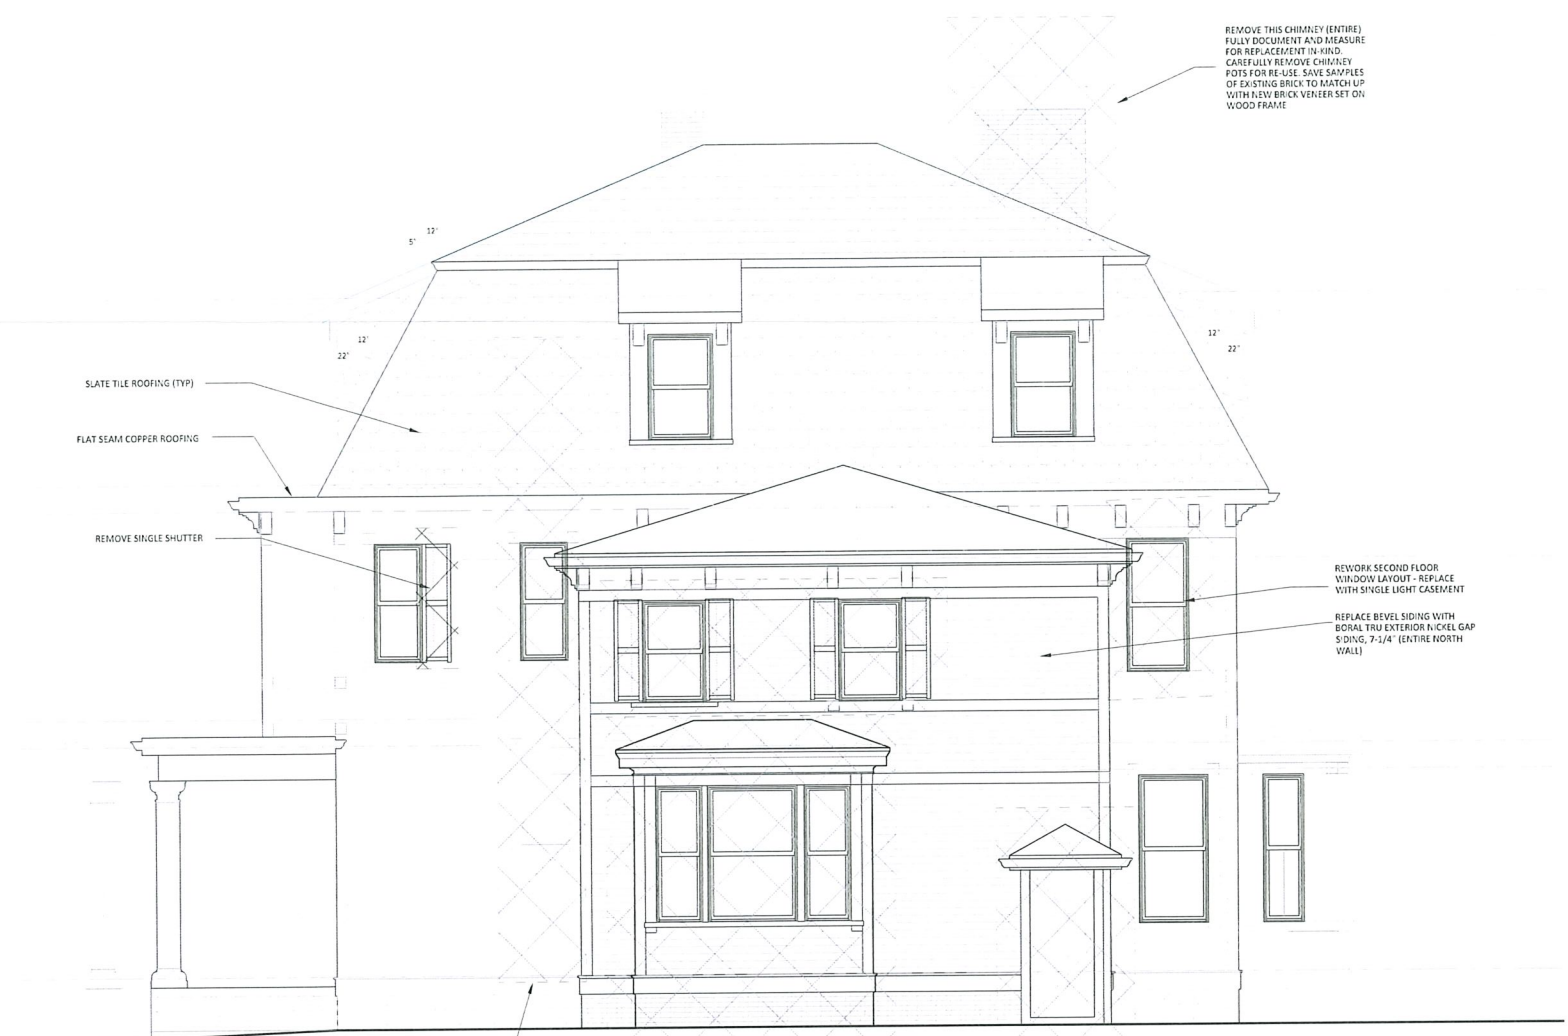 REMOVE THIS CHIMNEY (ENTIRE)
FULLY DOCUMENT AND MEASURE
FOR REPLACEMENT IN-KIND.
CAREFULLY REMOVE CHIMNEY
POTS FOR RE-USE. SAVE SAMPLES
OF EXISTING BRICK TO MATCH UP
WITH NEW BRICK VENEER SET ON
WOOD FRAME
12"
5"
12"
22"
12"
22"
SLATE TILE ROOFING (TYP)
FLAT SEAM COPPER ROOFING
REMOVE SINGLE SHUTTER
REWORK SECOND FLOOR
WINDOW LAYOUT - REPLACE
WITH SINGLE LIGHT CASEMENT
REPLACE BEVEL SIDING WITH
BORAL TRU EXTERIOR NICKEL GAP
SIDING, 7-1/4" (ENTIRE NORTH
WALL)